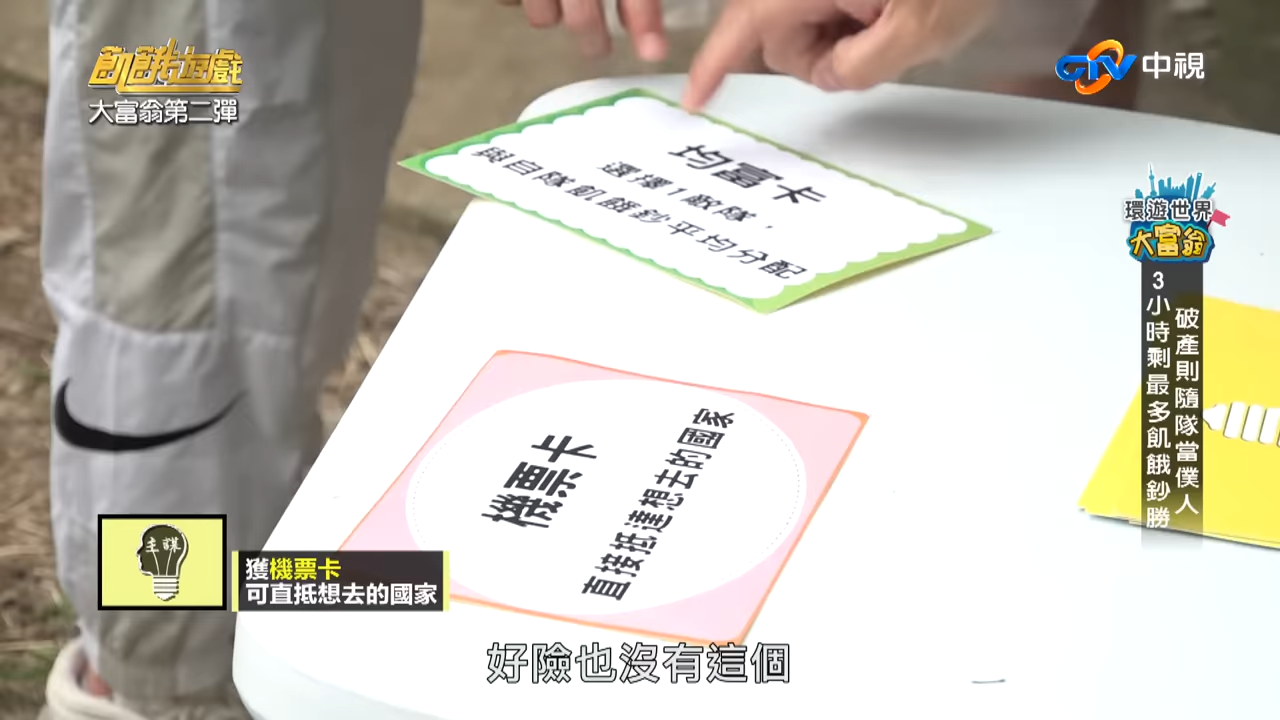 飢餓遊戲
大富翁第二彈
CTV中視
均富卡
選擇1敵隊，
與自隊飢餓鈔平均分配
環遊世界
大富翁
破產則隨隊當僕人
3小時剩最多飢餓鈔勝
機票卡
直接抵達想去的國家
主謀
獲機票卡
可直抵想去的國家
好險也沒有這個